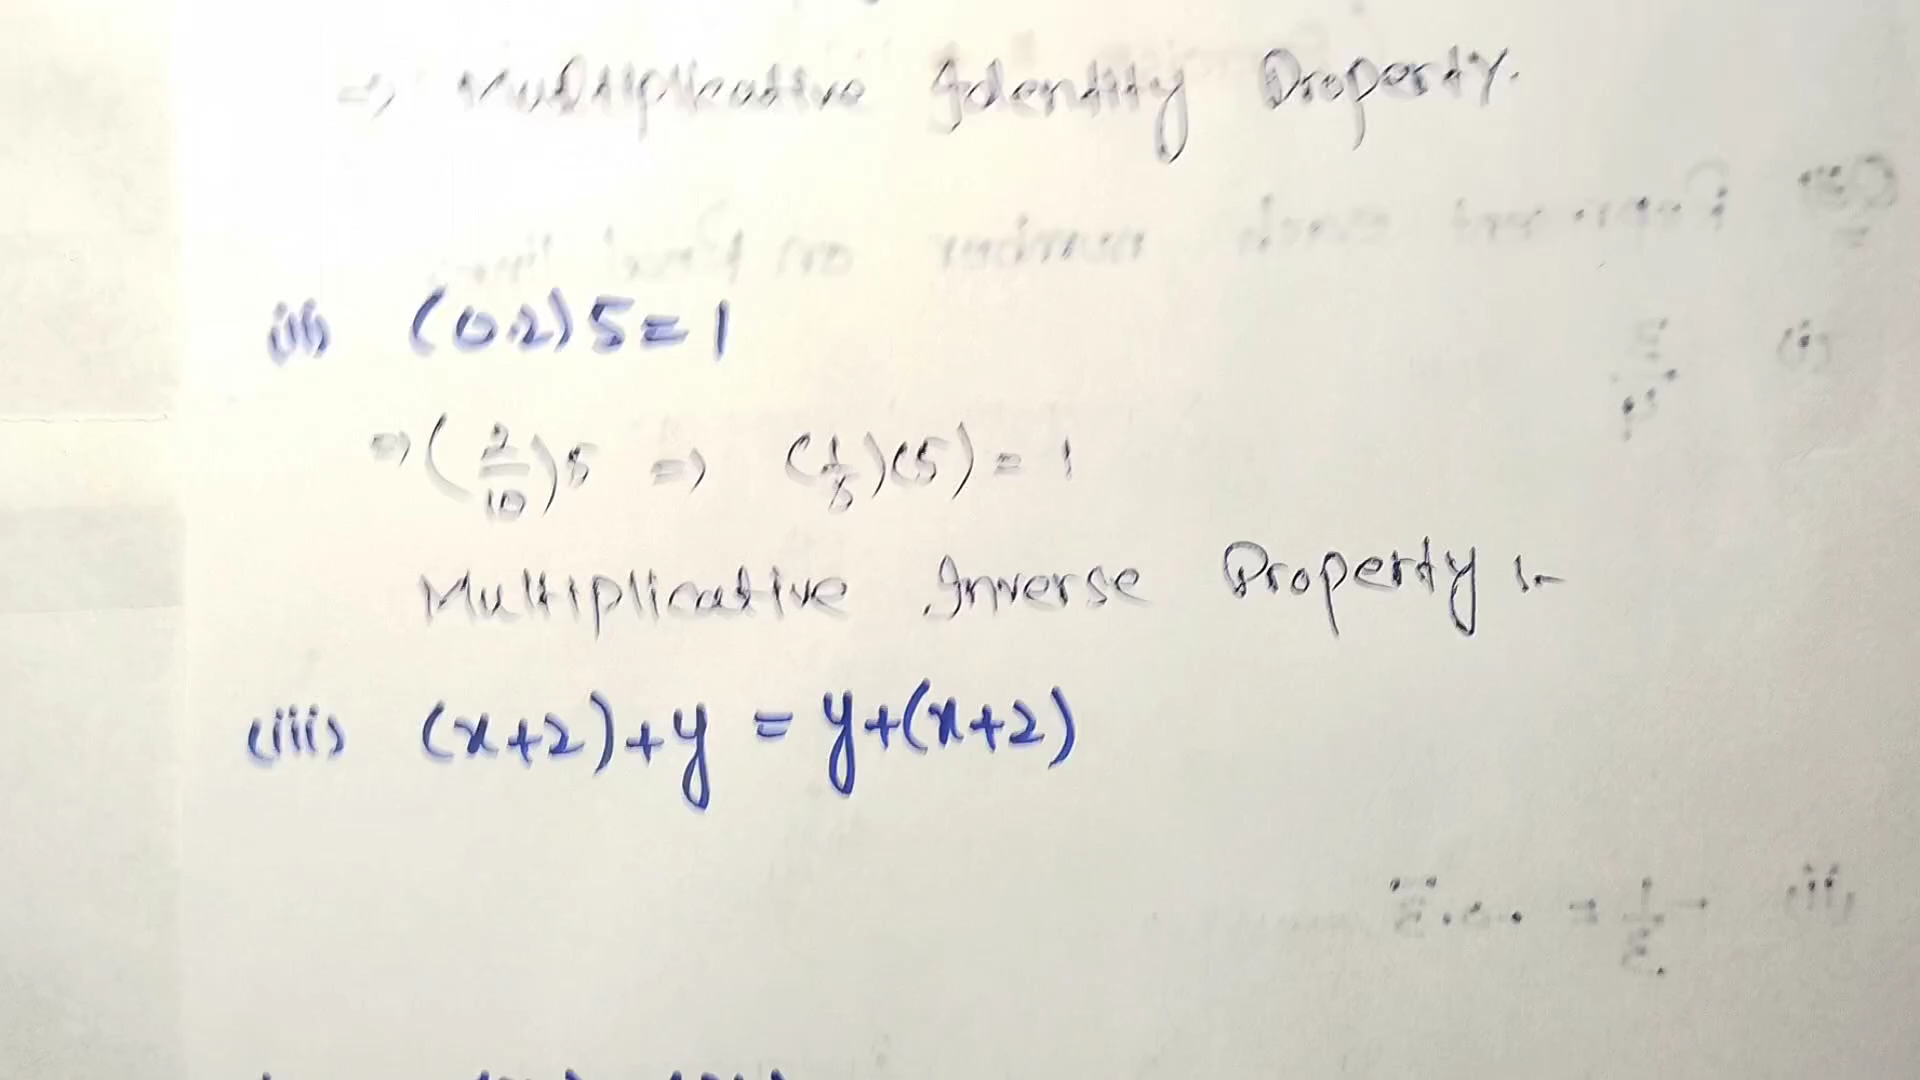 ⇒ Multiplicative Identity Property.
(ii) (0.2) 5 = 1
⇒ (2/10) 5 ⇒ (1/5)(5) = 1
Multiplicative Inverse Property :-
(iii) (x+2)+y = y+(x+2)